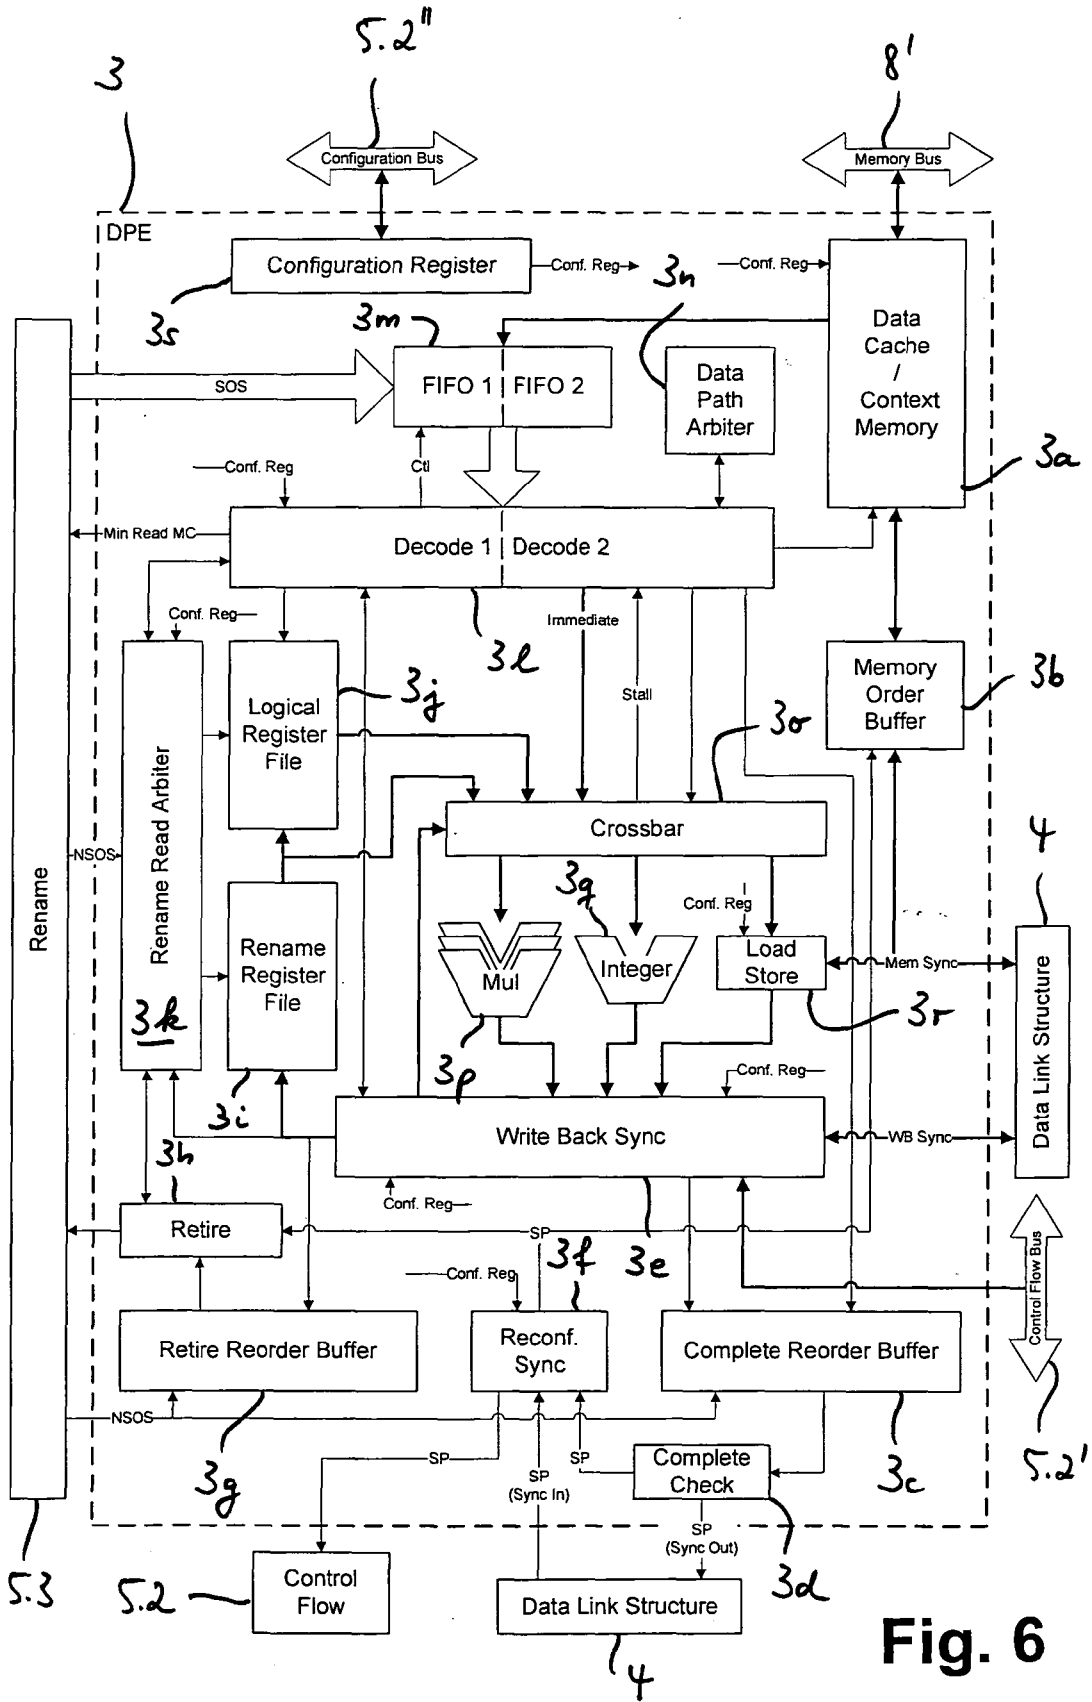 5.2''
8'
3
Configuration Bus
Memory Bus
DPE
Configuration Register
Conf. Reg
Conf. Reg
3n
3s
3m
Data
Cache
/
Context
Memory
FIFO 1
FIFO 2
Data
Path
Arbiter
SOS
3a
Conf. Reg
Ctl
Min Read MC
Decode 1
Decode 2
Conf. Reg
Immediate
3l
3j
Stall
Memory
Order
Buffer
3b
Logical
Register
File
3o
Crossbar
4
NSOS
Rename
Rename Read Arbiter
3q
Conf. Reg
Rename
Register
File
Mul
Integer
Load
Store
Mem Sync
3k
3r
Data Link Structure
3p
Conf. Reg
3i
Write Back Sync
WB Sync
3h
Conf. Reg
Retire
SP
3f
3e
Control Flow Bus
Conf. Reg
Retire Reorder Buffer
Reconf.
Sync
Complete Reorder Buffer
NSOS
SP
SP
(Sync In)
SP
Complete
Check
3g
3c
5.2'
SP
(Sync Out)
5.3
5.2
Control
Flow
Data Link Structure
3d
4
Fig. 6